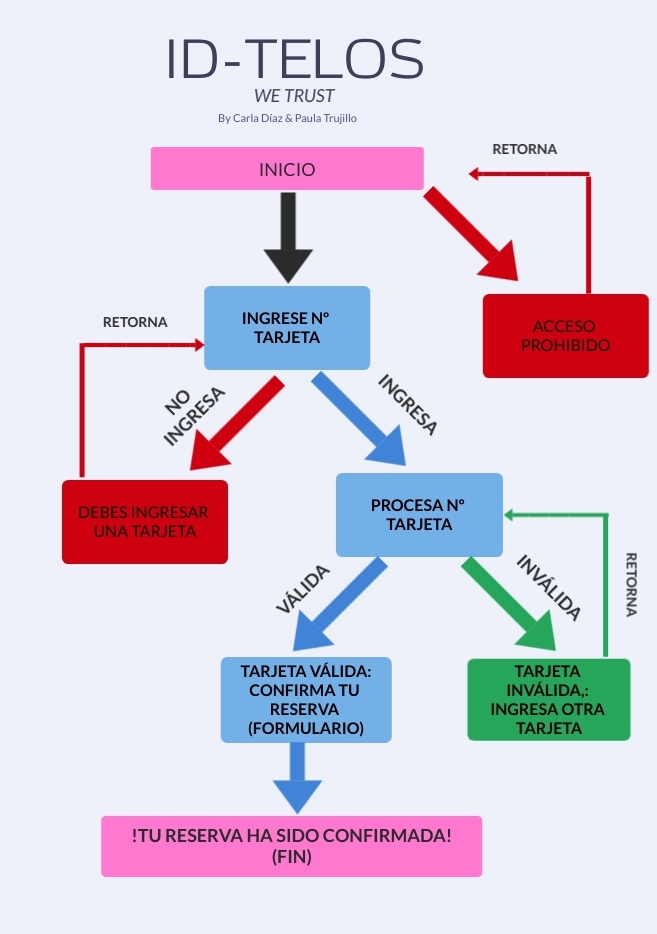 ID-TELOS
WE TRUST
By Carla Díaz & Paula Trujillo
INICIO
RETORNA
INGRESE Nº
TARJETA
ACCESO
PROHIBIDO
RETORNA
NO
INGRESA
INGRESA
DEBES INGRESAR
UNA TARJETA
PROCESA Nº
TARJETA
VÁLIDA
INVÁLIDA
RETORNA
TARJETA VÁLIDA:
CONFIRMA TU
RESERVA
(FORMULARIO)
TARJETA
INVÁLIDA,:
INGRESA OTRA
TARJETA
!TU RESERVA HA SIDO CONFIRMADA!
(FIN)